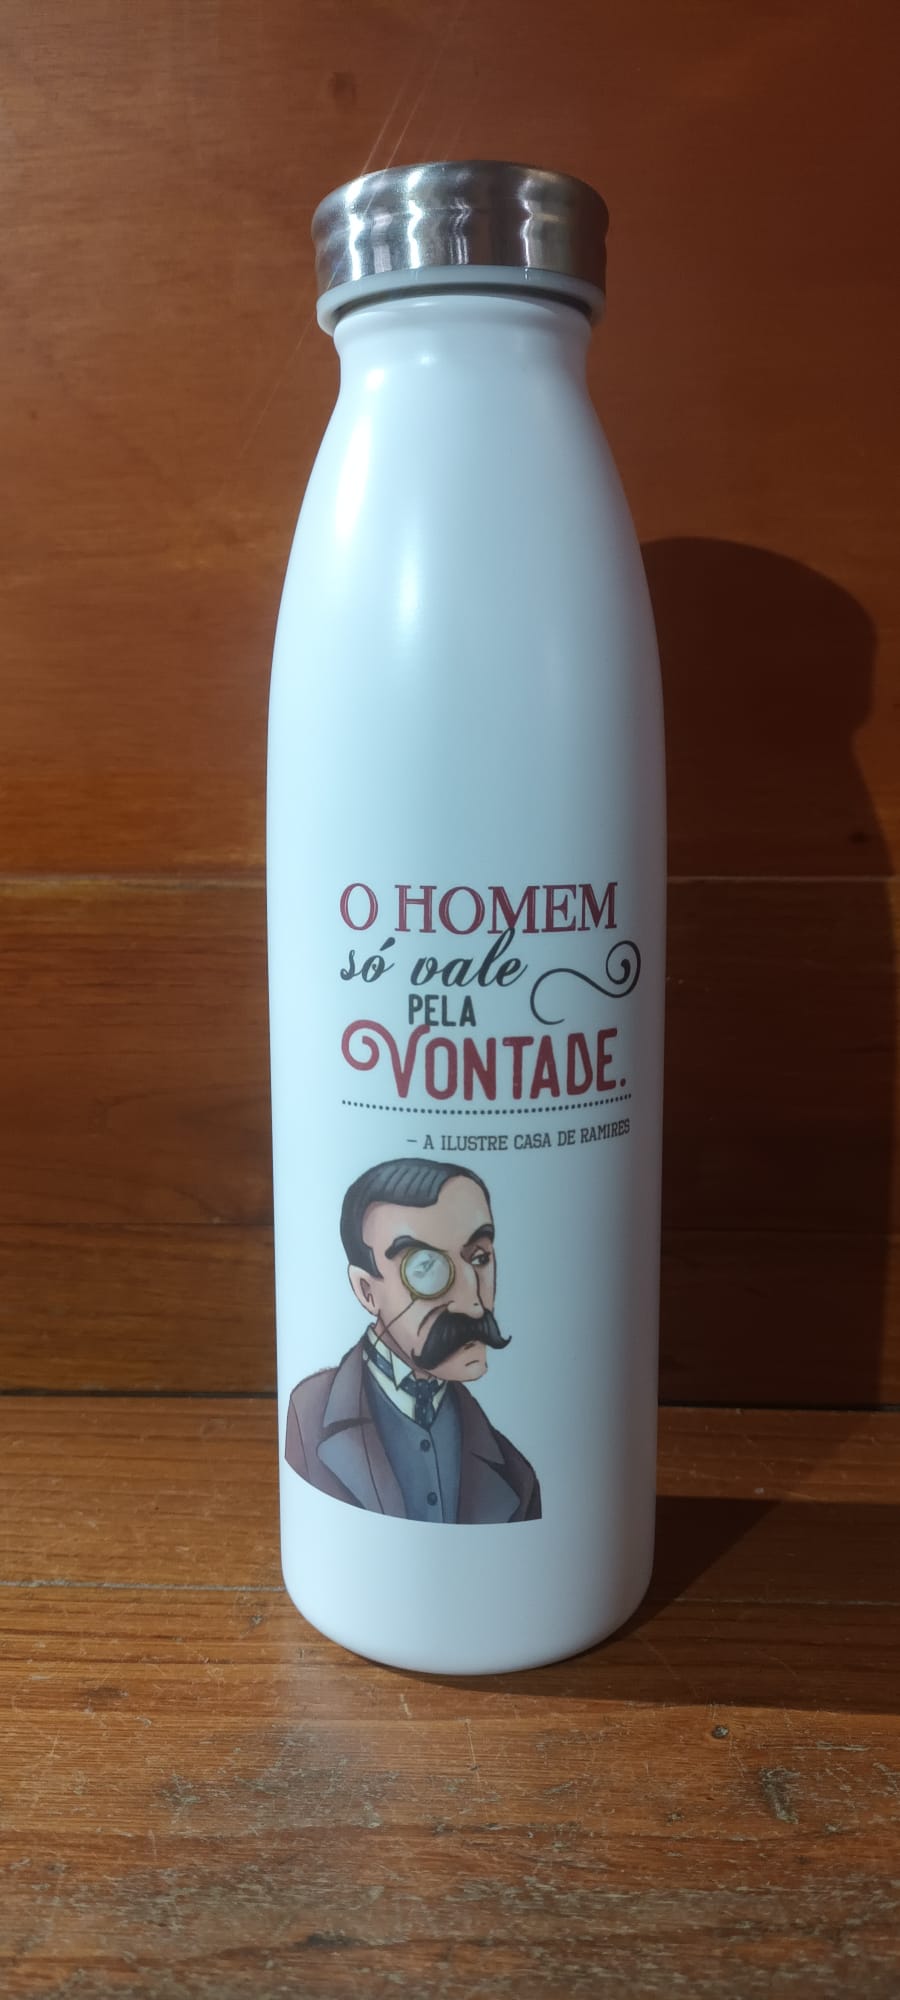 O HOMEM
só vale
PELA
VONTADE.
– A ILUSTRE CASA DE RAMIRES